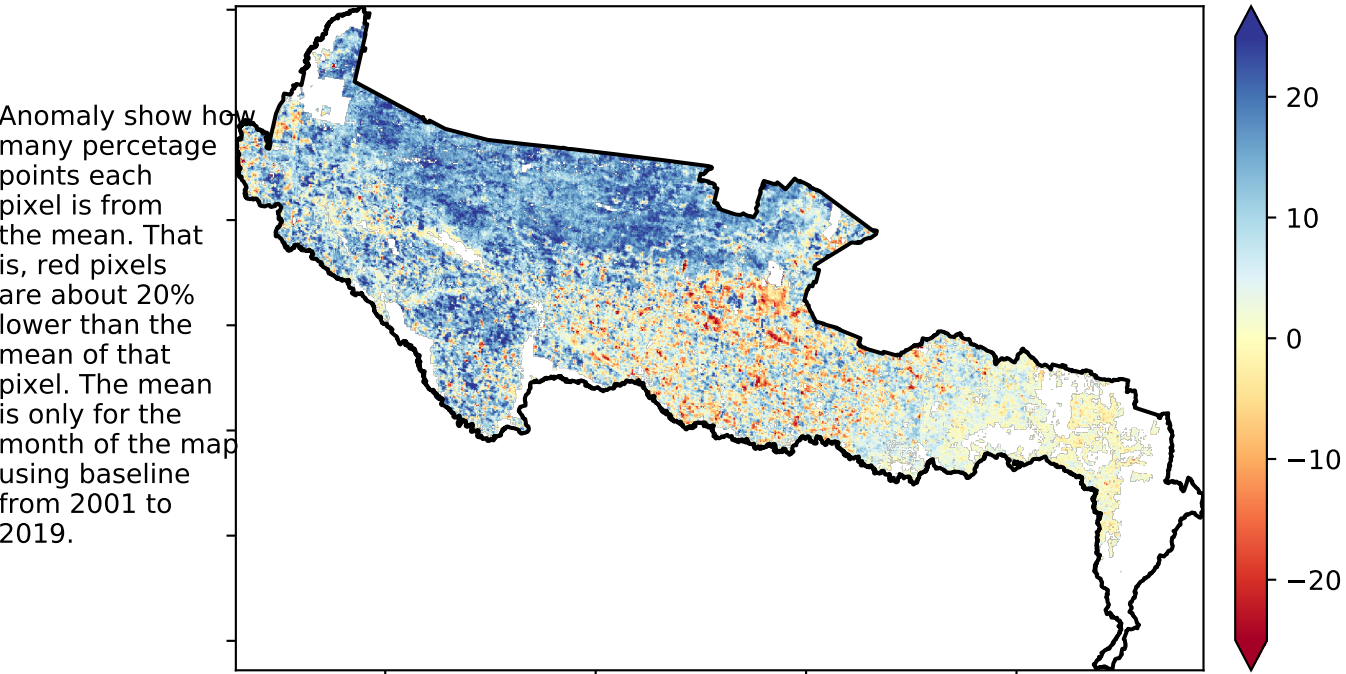 Anomaly show how
many percetage
points each
pixel is from
the mean. That
is, red pixels
are about 20%
lower than the
mean of that
pixel. The mean
is only for the
month of the map
using baseline
from 2001 to
2019.
20
10
0
−10
−20